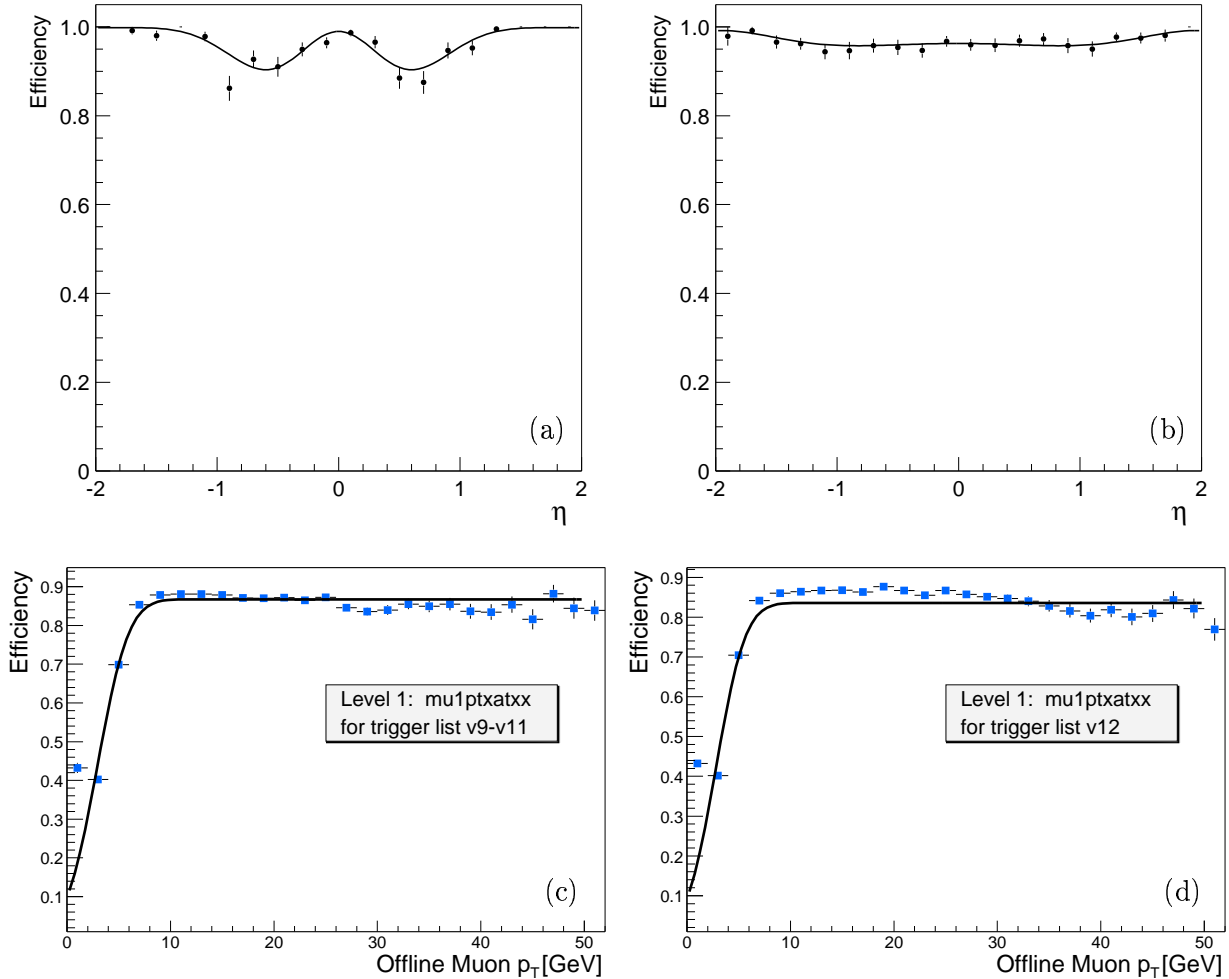 Efficiency
1.0
0.8
0.6
0.4
0.2
0
-2 -1 0 1 2
η
(a)
Efficiency
1.0
0.8
0.6
0.4
0.2
0
-2 -1 0 1 2
η
(b)
Efficiency
0.9
0.8
0.7
0.6
0.5
0.4
0.3
0.2
0.1
Level 1: mu1ptxatxx
for trigger list v9-v11
(c)
0 10 20 30 40 50
Offline Muon p_T[GeV]
Efficiency
0.9
0.8
0.7
0.6
0.5
0.4
0.3
0.2
0.1
Level 1: mu1ptxatxx
for trigger list v12
(d)
0 10 20 30 40 50
Offline Muon p_T[GeV]